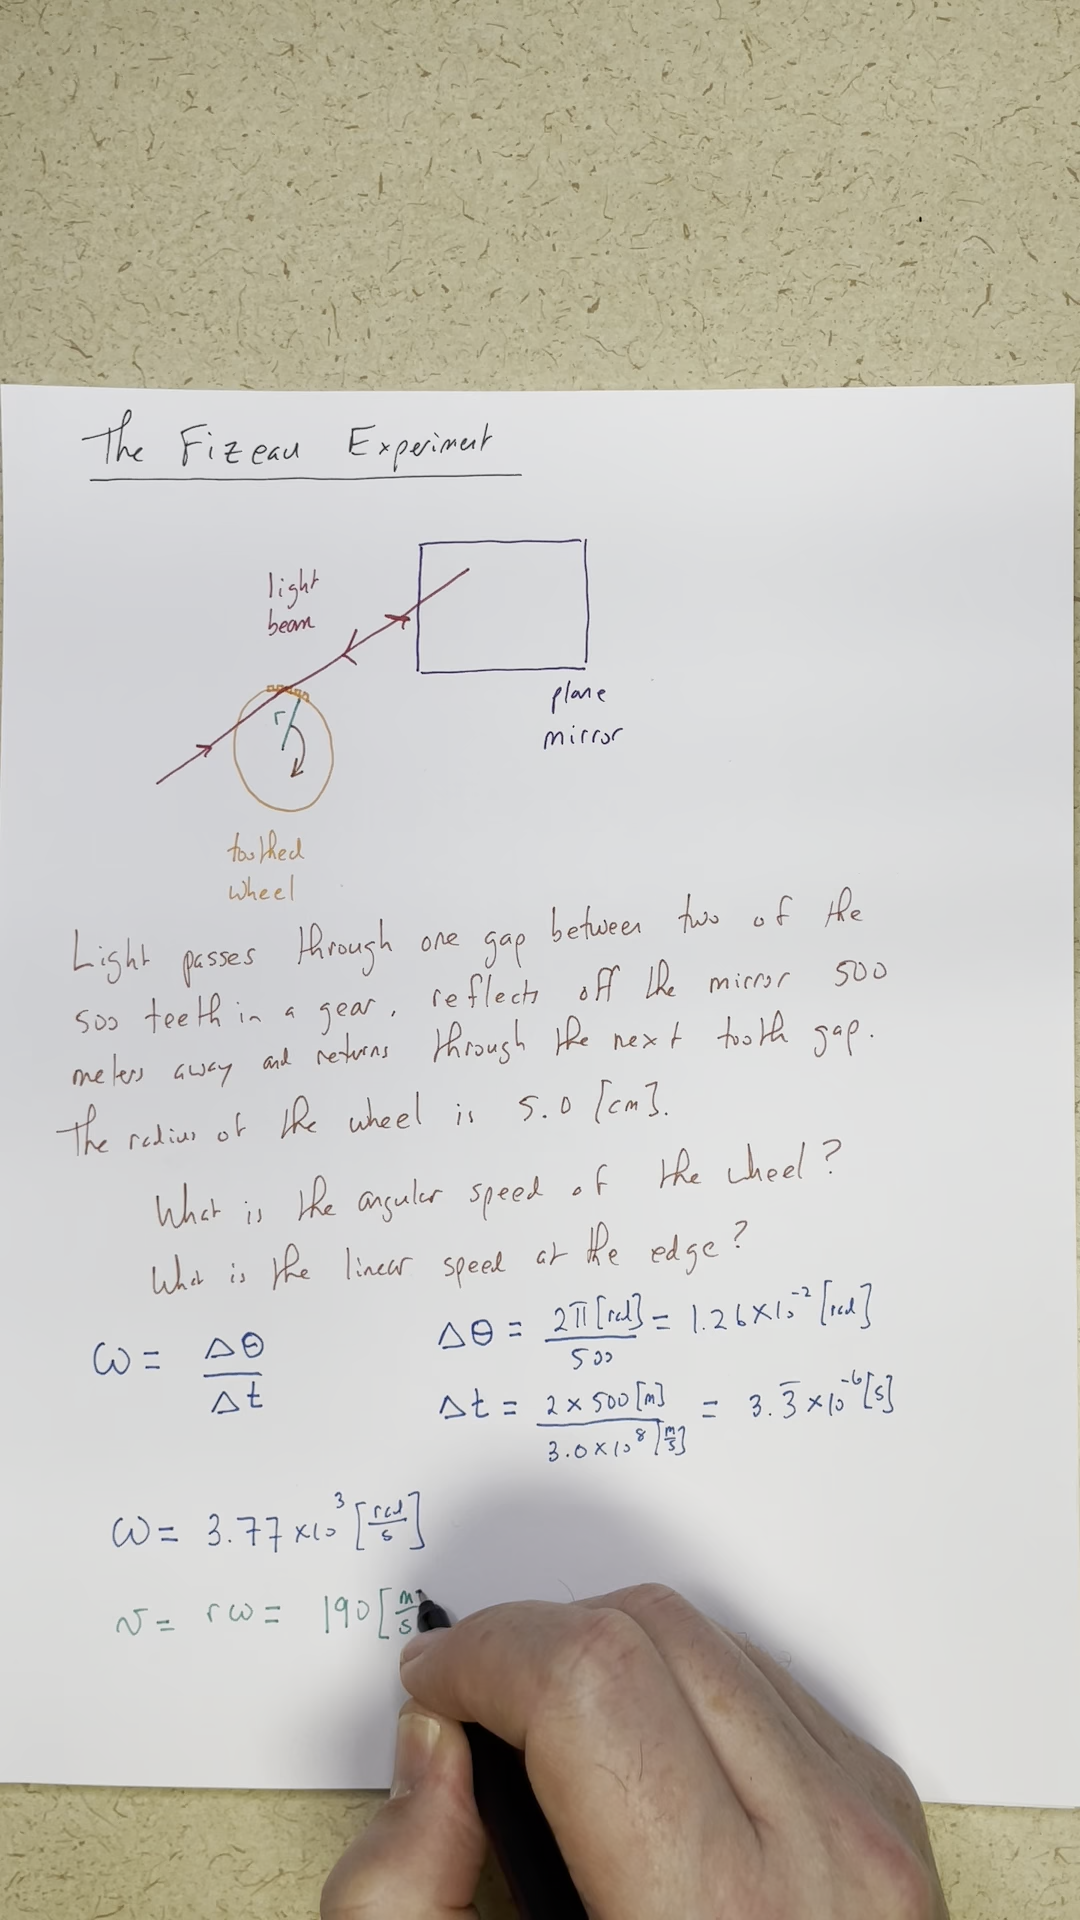 The Fizeau Experiment
light
beam
r
plane
mirror
toothed
wheel
Light passes through one gap between two of the
500 teeth in a gear, reflects off the mirror 500
meters away and returns through the next tooth gap.
The radius of the wheel is 5.0 [cm].
What is the angular speed of the wheel?
What is the linear speed at the edge?
ω = Δθ/Δt
Δθ = 2π[rad]/500 = 1.26×10⁻² [rad]
Δt = 2×500[m]/3.0×10⁸[m/s] = 3.3̅×10⁻⁶[s]
ω = 3.77×10³ [rad/s]
v = rω = 190 [m/s